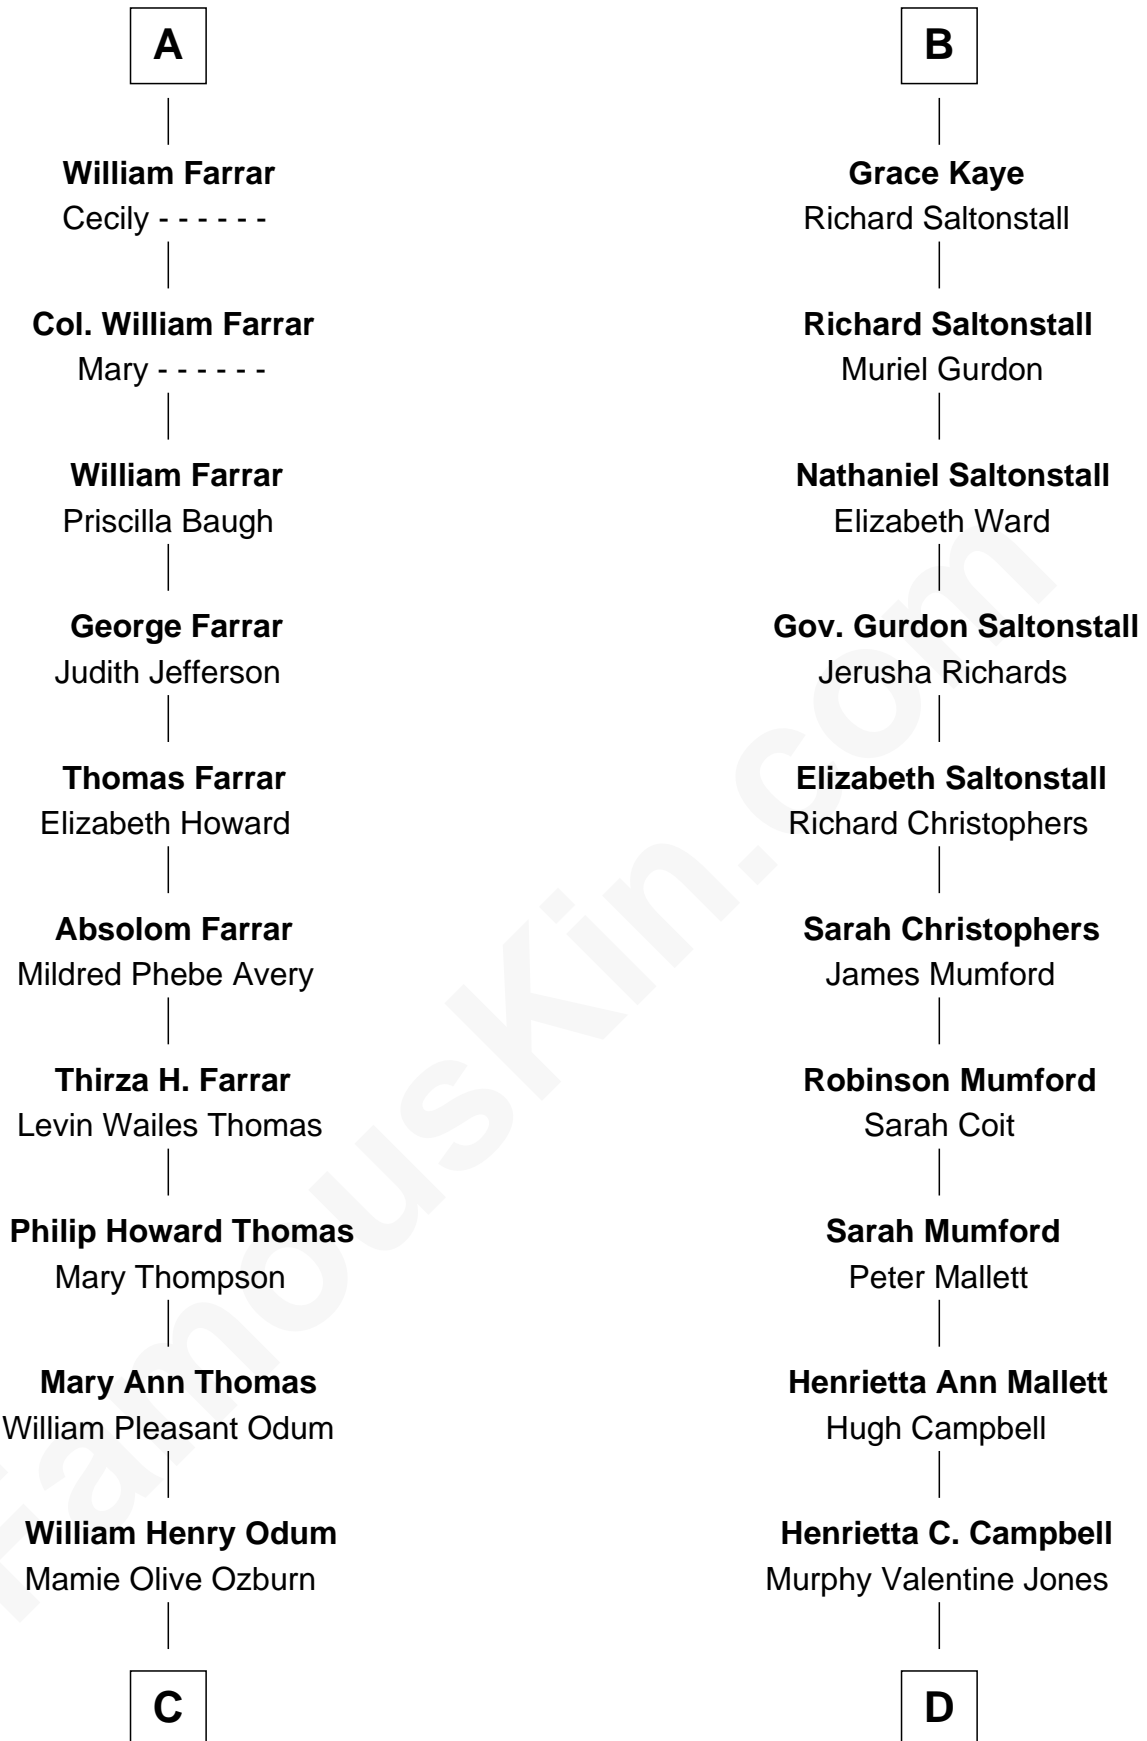 A
William Farrar
Cecily - - - - - -
Col. William Farrar
Mary - - - - - -
William Farrar
Priscilla Baugh
George Farrar
Judith Jefferson
Thomas Farrar
Elizabeth Howard
Absolom Farrar
Mildred Phebe Avery
Thirza H. Farrar
Levin Wailes Thomas
Philip Howard Thomas
Mary Thompson
Mary Ann Thomas
William Pleasant Odum
William Henry Odum
Mamie Olive Ozburn
C
B
Grace Kaye
Richard Saltonstall
Richard Saltonstall
Muriel Gurdon
Nathaniel Saltonstall
Elizabeth Ward
Gov. Gurdon Saltonstall
Jerusha Richards
Elizabeth Saltonstall
Richard Christophers
Sarah Christophers
James Mumford
Robinson Mumford
Sarah Coit
Sarah Mumford
Peter Mallett
Henrietta Ann Mallett
Hugh Campbell
Henrietta C. Campbell
Murphy Valentine Jones
D
FamousKin.com